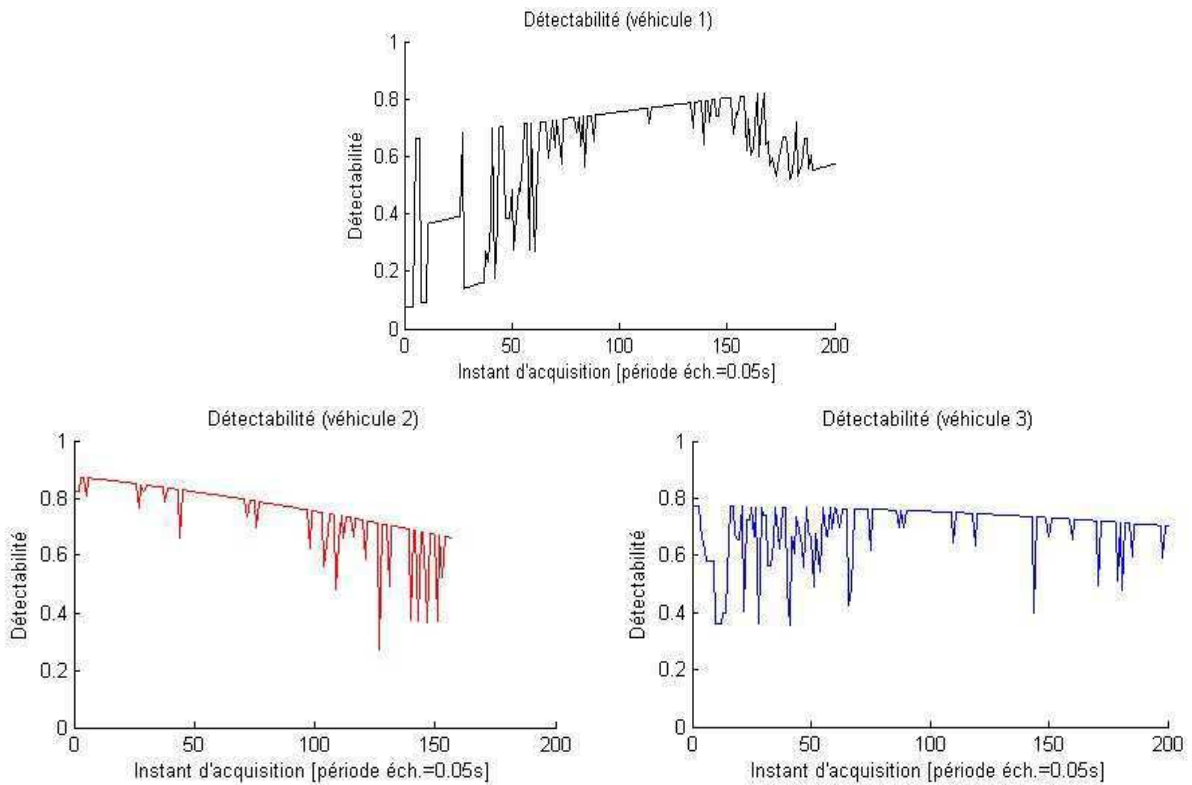 Détectabilité (véhicule 1)
Détectabilité
1
0.8
0.6
0.4
0.2
0
0 50 100 150 200
Instant d'acquisition [période éch.=0.05s]
Détectabilité (véhicule 2)
Détectabilité
1
0.8
0.6
0.4
0.2
0
0 50 100 150 200
Instant d'acquisition [période éch.=0.05s]
Détectabilité (véhicule 3)
Détectabilité
1
0.8
0.6
0.4
0.2
0
0 50 100 150 200
Instant d'acquisition [période éch.=0.05s]